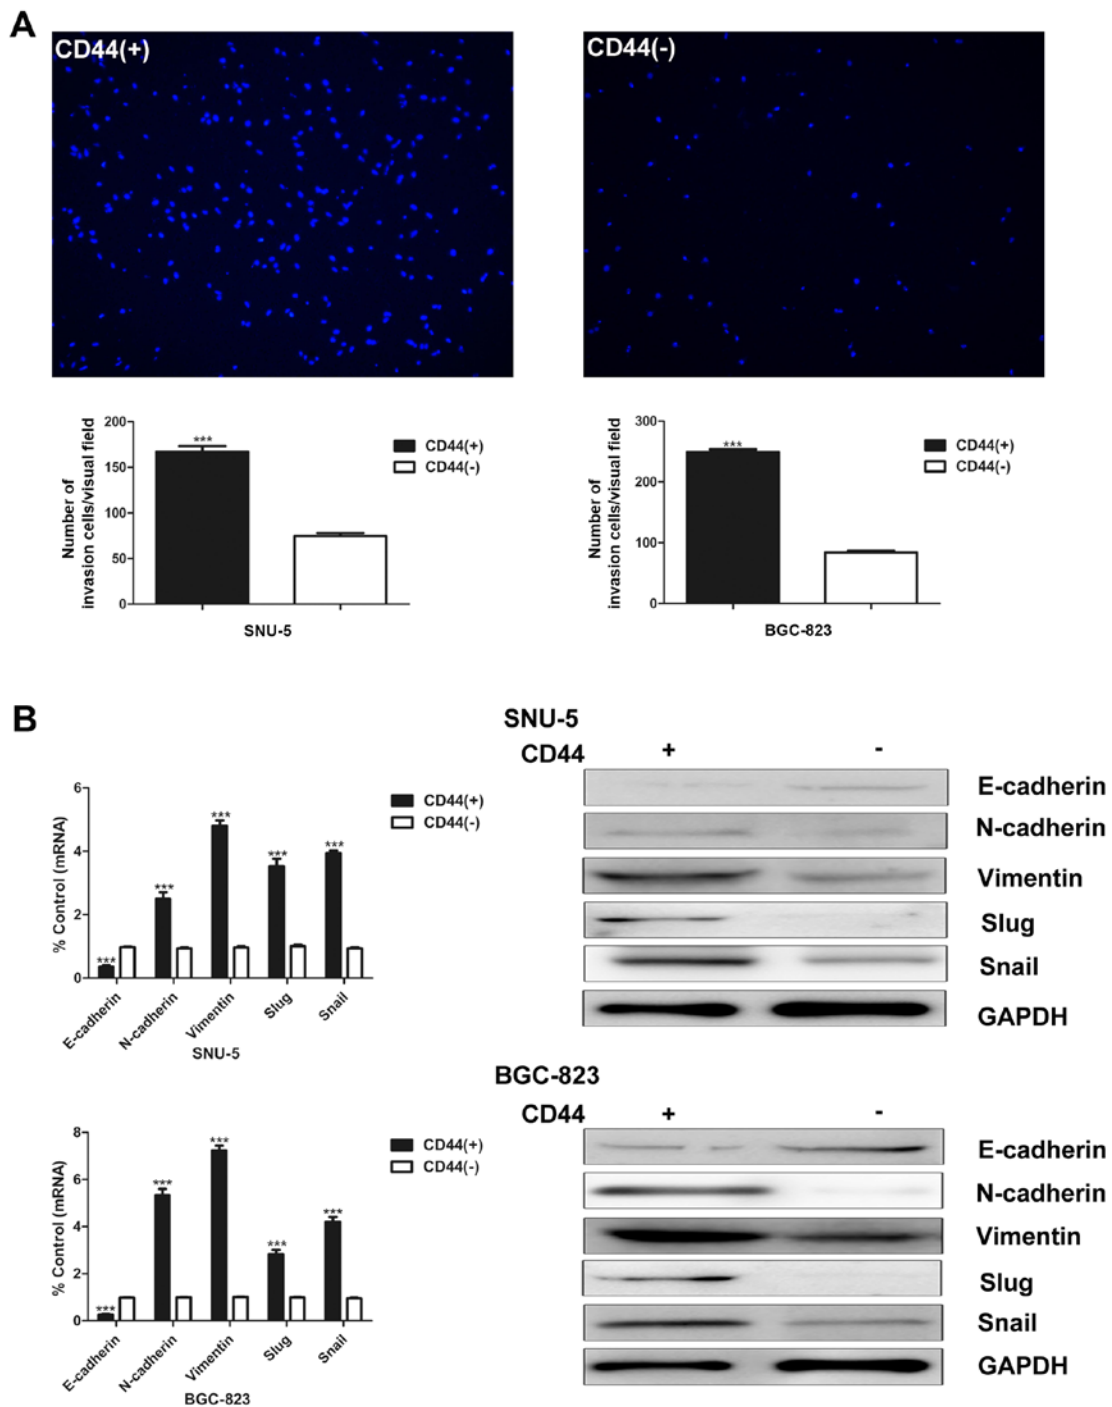 A
CD44(+)
CD44(-)
Number of
invasion cells/visual field
200
150
100
50
0
***
CD44(+)
CD44(-)
SNU-5
Number of
invasion cells/visual field
300
200
100
0
***
CD44(+)
CD44(-)
BGC-823
B
% Control (mRNA)
6
4
2
0
***
***
***
***
***
CD44(+)
CD44(-)
E-cadherin
N-cadherin
Vimentin
Slug
Snail
SNU-5
SNU-5
CD44 + -
E-cadherin
N-cadherin
Vimentin
Slug
Snail
GAPDH
% Control (mRNA)
8
6
4
2
0
***
***
***
***
***
CD44(+)
CD44(-)
E-cadherin
N-cadherin
Vimentin
Slug
Snail
BGC-823
BGC-823
CD44 + -
E-cadherin
N-cadherin
Vimentin
Slug
Snail
GAPDH